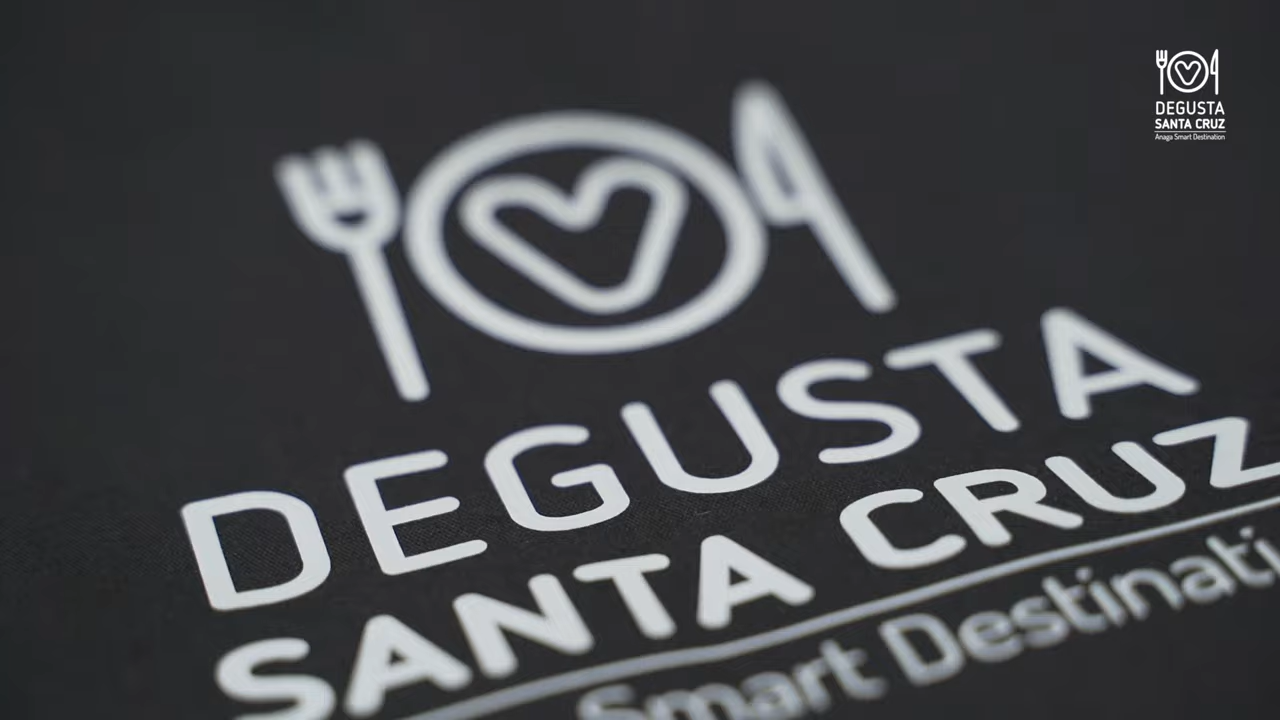 DEGUSTA
SANTA CRUZ
Anaga Smart Destination
DEGUSTA
SANTA CRUZ
Smart Destinati